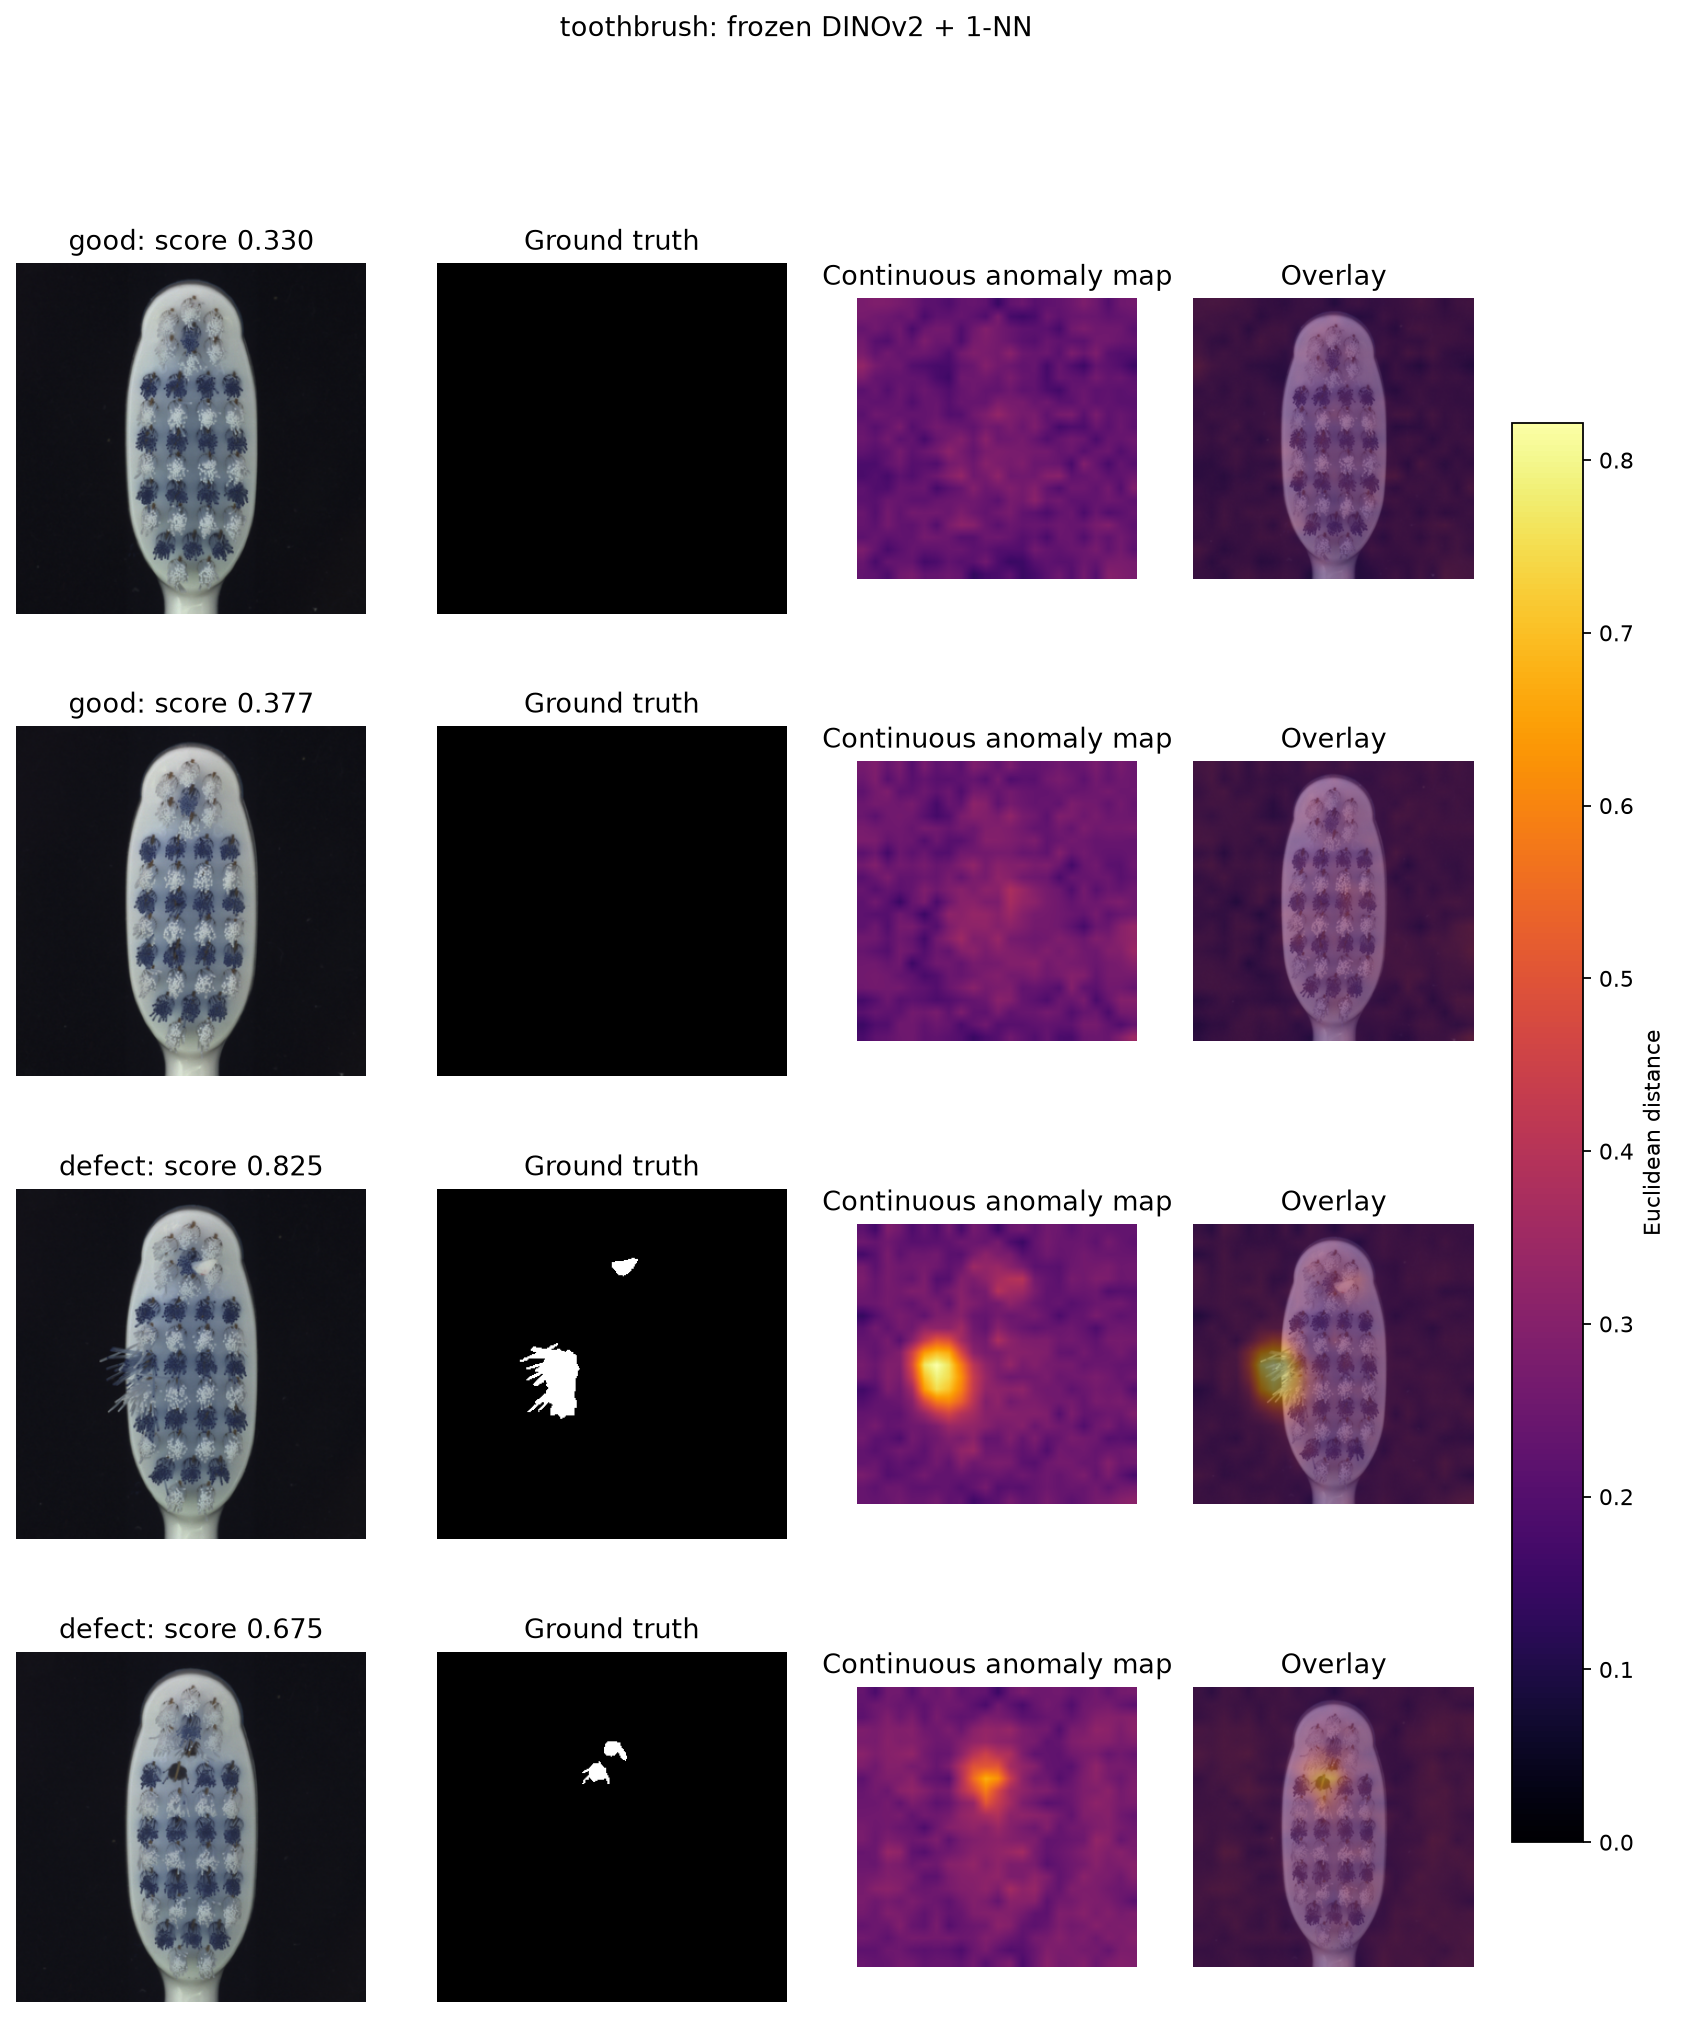 toothbrush: frozen DINOv2 + 1-NN
good: score 0.330
Ground truth
Continuous anomaly map
Overlay
good: score 0.377
Ground truth
Continuous anomaly map
Overlay
defect: score 0.825
Ground truth
Continuous anomaly map
Overlay
defect: score 0.675
Ground truth
Continuous anomaly map
Overlay
0.8
0.7
0.6
0.5
0.4
0.3
0.2
0.1
0.0
Euclidean distance